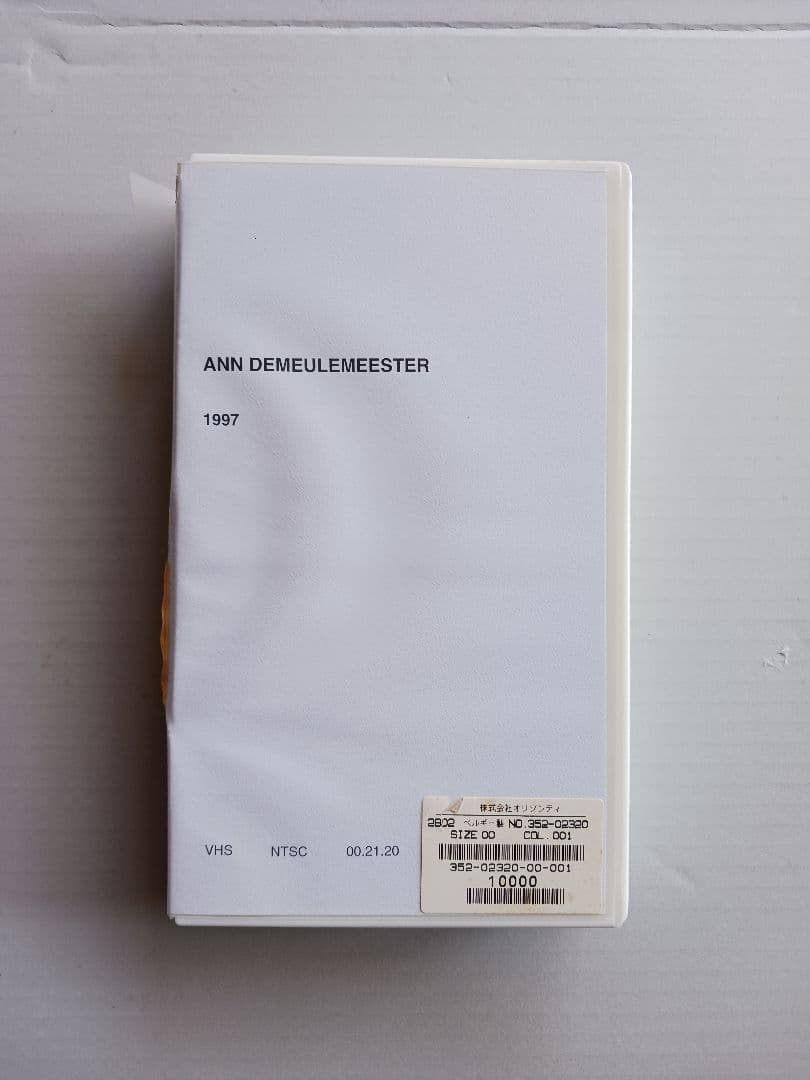 ANN DEMEULEMEESTER
1997
VHS NTSC 00.21.20
株式会社オリゾンティ
2802 ベルギー製 NO.352-02320
SIZE 00 COL.001
352-02320-00-001
10000